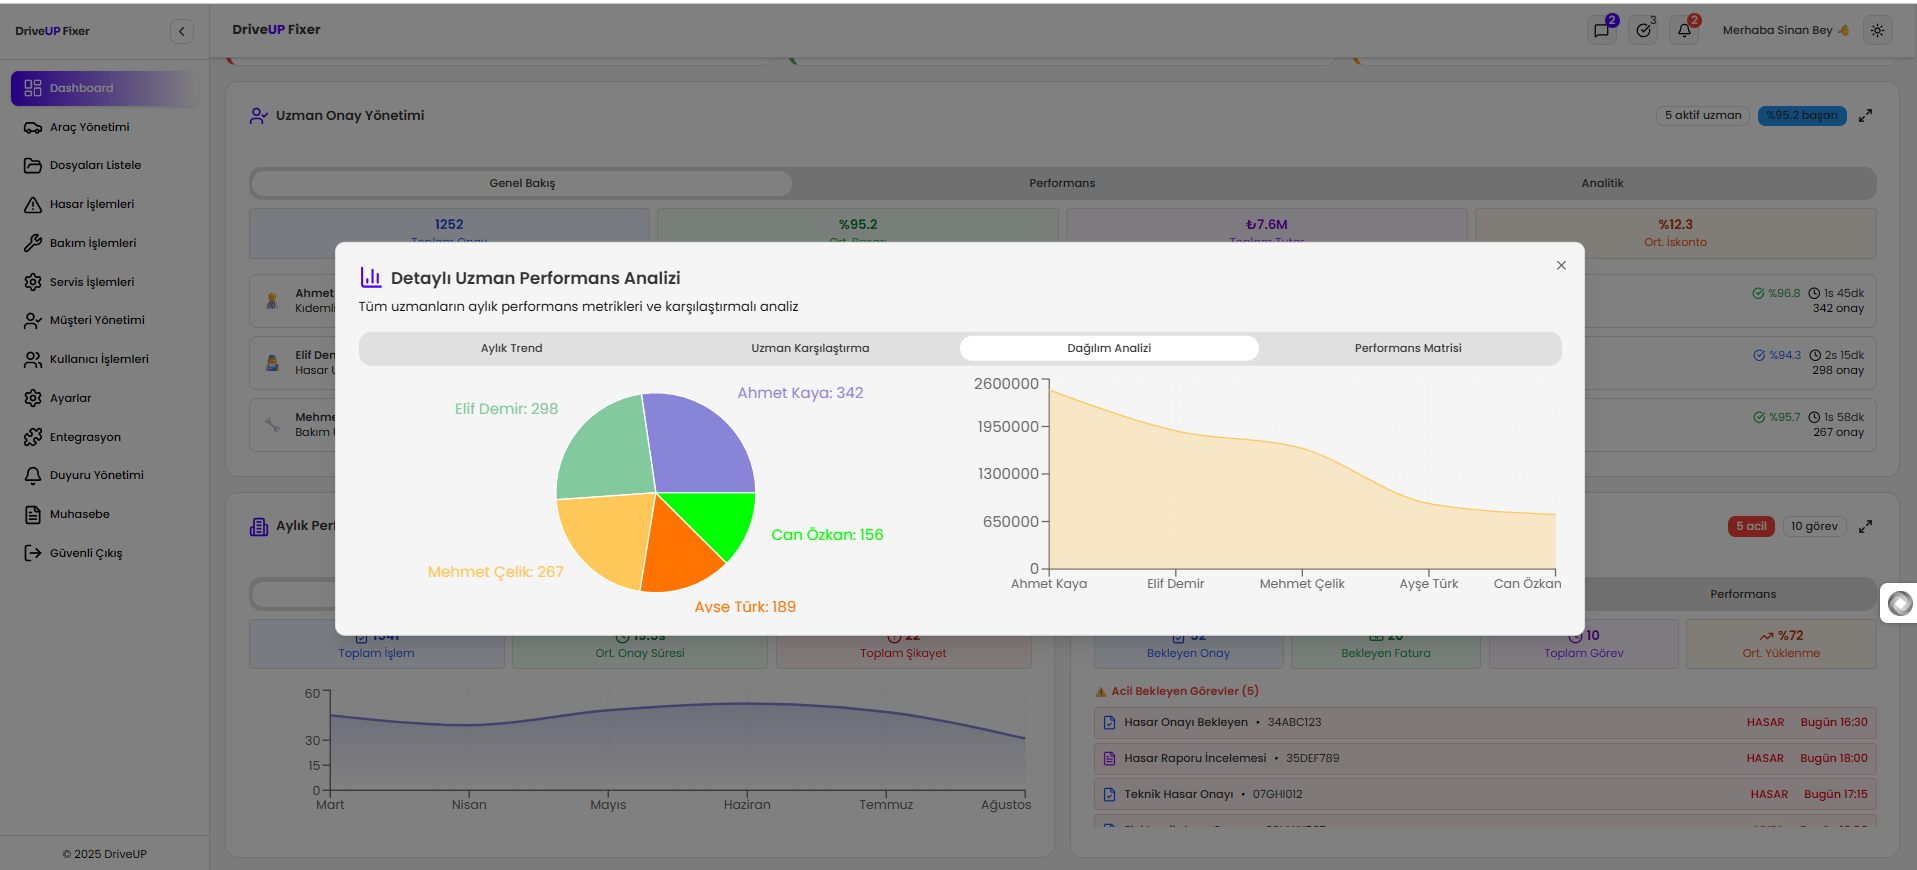 DriveUP Fixer
Dashboard
Araç Yönetimi
Dosyaları Listele
Hasar İşlemleri
Bakım İşlemleri
Servis İşlemleri
Müşteri Yönetimi
Kullanıcı İşlemleri
Ayarlar
Entegrasyon
Duyuru Yönetimi
Muhasebe
Güvenli Çıkış
© 2025 DriveUP
DriveUP Fixer
2
3
2
Merhaba Sinan Bey
Uzman Onay Yönetimi
5 aktif uzman
%95.2 başarı
Genel Bakış
Performans
Analitik
1252
Toplam Onay
%95.2
Ort. Başarı
₺7.6M
Toplam Tutar
%12.3
Ort. İskonto
Ahmet
Kıdemli
%96.8 1s 45dk
342 onay
Elif Dem
Hasar U
%94.3 2s 15dk
298 onay
Mehme
Bakım U
%95.7 1s 58dk
267 onay
Detaylı Uzman Performans Analizi
Tüm uzmanların aylık performans metrikleri ve karşılaştırmalı analiz
Aylık Trend
Uzman Karşılaştırma
Dağılım Analizi
Performans Matrisi
Ahmet Kaya: 342
Elif Demir: 298
Can Özkan: 156
Mehmet Çelik: 267
Ayşe Türk: 189
2600000
1950000
1300000
650000
0
Ahmet Kaya
Elif Demir
Mehmet Çelik
Ayşe Türk
Can Özkan
Aylık Per
5 acil
10 görev
Performans
1541
Toplam İşlem
19.5s
Ort. Onay Süresi
22
Toplam Şikayet
60
30
15
0
Mart
Nisan
Mayıs
Haziran
Temmuz
Ağustos
32
Bekleyen Onay
20
Bekleyen Fatura
10
Toplam Görev
%72
Ort. Yüklenme
Acil Bekleyen Görevler (5)
Hasar Onayı Bekleyen • 34ABC123
HASAR Bugün 16:30
Hasar Raporu İncelemesi • 35DEF789
HASAR Bugün 18:00
Teknik Hasar Onayı • 07GHI012
HASAR Bugün 17:15